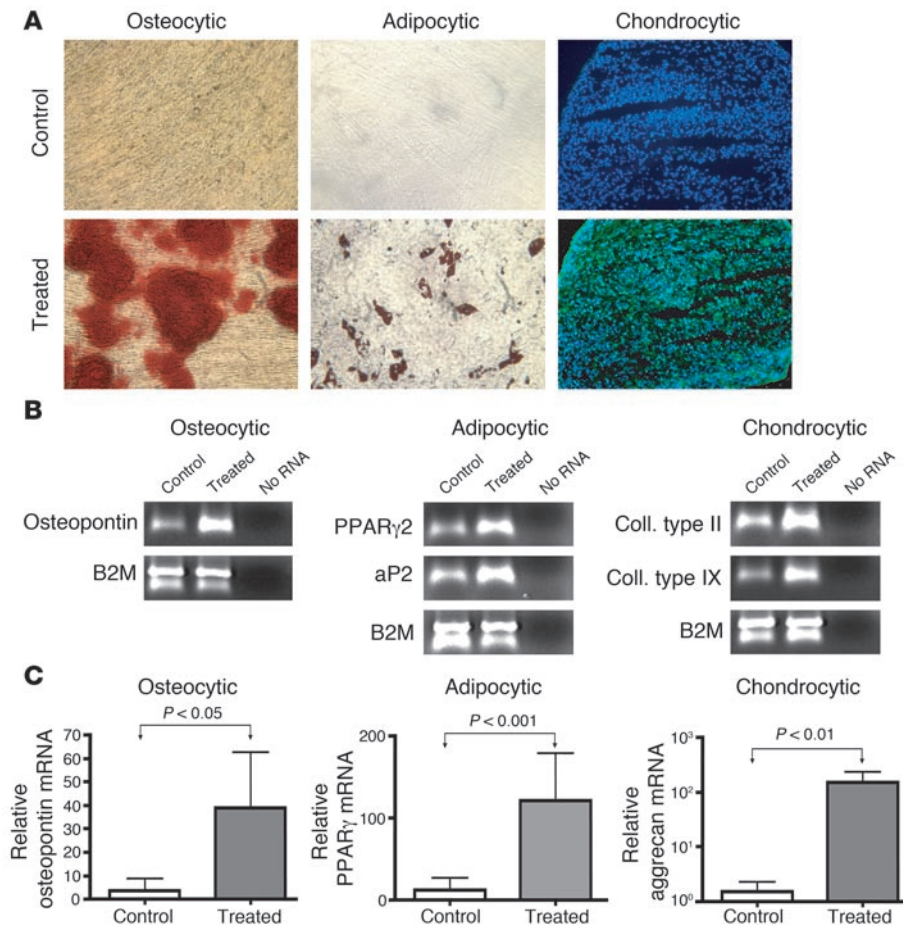 A
Osteocytic Adipocytic Chondrocytic
Control
Treated
B
Osteocytic
Control Treated No RNA
Osteopontin
B2M
Adipocytic
Control Treated No RNA
PPARγ2
aP2
B2M
Chondrocytic
Control Treated No RNA
Coll. type II
Coll. type IX
B2M
C
Osteocytic
P < 0.05
Relative
osteopontin mRNA
70
60
50
40
30
20
10
0
Control Treated
Adipocytic
P < 0.001
Relative
PPARγ mRNA
200
100
0
Control Treated
Chondrocytic
P < 0.01
Relative
aggrecan mRNA
10³
10²
10¹
10⁰
Control Treated